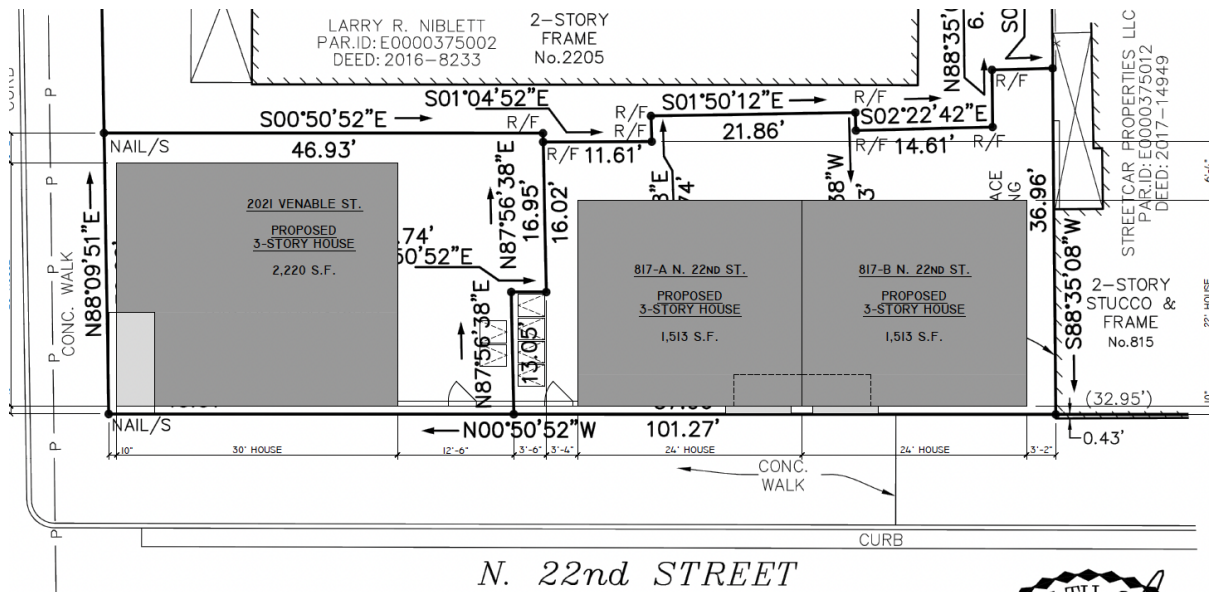 LARRY R. NIBLETT
PAR.ID: E0000375002
DEED: 2016-8233
2-STORY
FRAME
No.2205
S00°50'52"E
46.93'
NAIL/S
R/F
S01°04'52"E
R/F
R/F
11.61'
S01°50'12"E
21.86'
R/F
S02°22'42"E
R/F
14.61'
R/F
R/F
STREETCAR PROPERTIES LLC
PAR.ID: E0000375012
DEED: 2017-14949
36.96'
S88°35'08"W
2-STORY
STUCCO &
FRAME
No.815
(32.95')
0.43'
N88°09'51"E
CONC. WALK
2021 VENABLE ST.
PROPOSED
3-STORY HOUSE
2,220 S.F.
N87°56'38"E
16.95'
16.02'
N87°56'38"E
13.05'
817-A N. 22ND ST.
PROPOSED
3-STORY HOUSE
1,513 S.F.
817-B N. 22ND ST.
PROPOSED
3-STORY HOUSE
1,513 S.F.
NAIL/S
N00°50'52"W
101.27'
10"
30' HOUSE
12'-6"
3'-6"
3'-4"
24' HOUSE
24' HOUSE
3'-2"
22' HOUSE
10"
CONC.
WALK
P
P
P
P
P
P
CURB
N. 22nd STREET